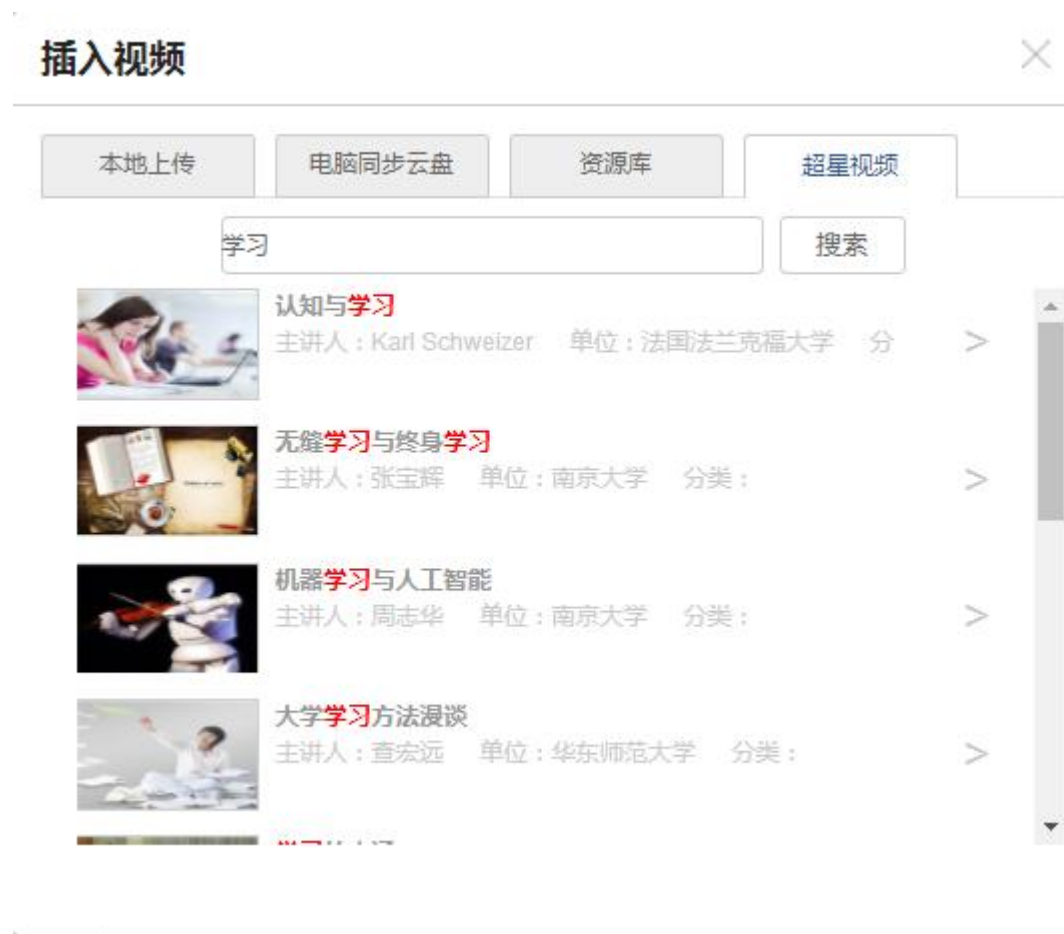 插入视频
本地上传 电脑同步云盘 资源库 超星视频
学习 搜索
认知与学习
主讲人：Karl Schweizer 单位：法国法兰克福大学 分
>
无缝学习与终身学习
主讲人：张宝辉 单位：南京大学 分类：
>
机器学习与人工智能
主讲人：周志华 单位：南京大学 分类：
>
大学学习方法漫谈
主讲人：查宏远 单位：华东师范大学 分类：
>